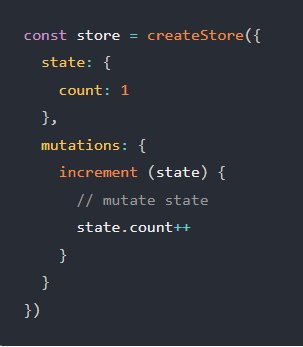 const store = createStore({
  state: {
    count: 1
  },
  mutations: {
    increment (state) {
      // mutate state
      state.count++
    }
  }
})